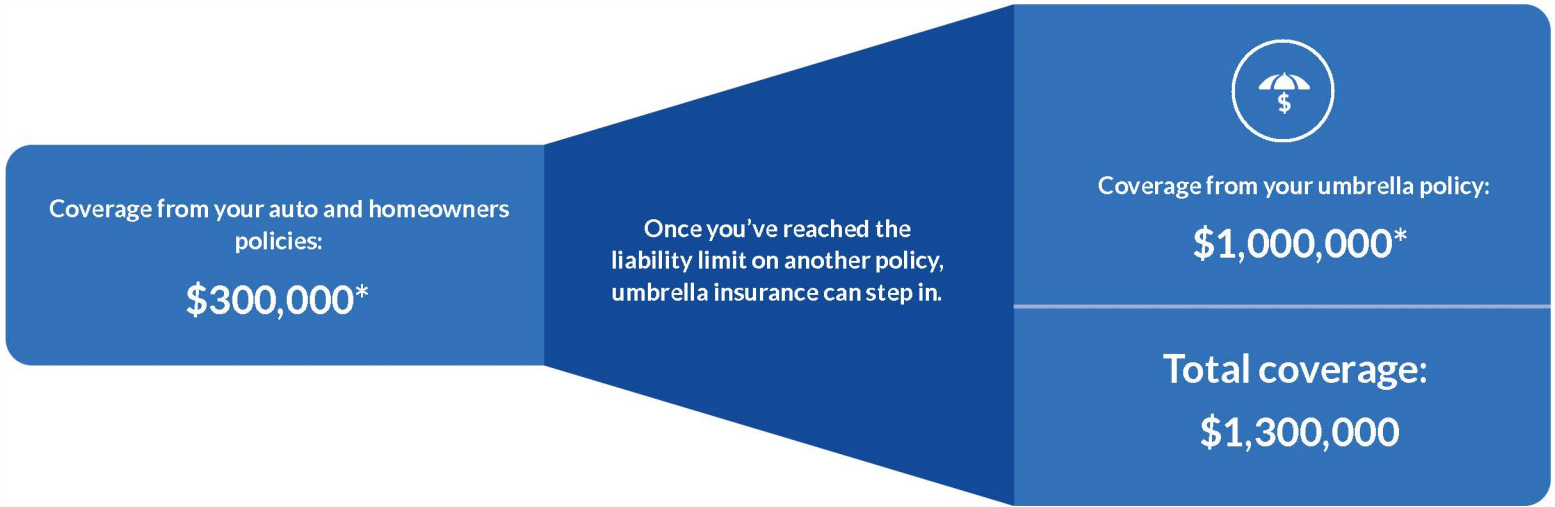 Coverage from your auto and homeowners
policies:
$300,000*
Once you’ve reached the
liability limit on another policy,
umbrella insurance can step in.
$
Coverage from your umbrella policy:
$1,000,000*
Total coverage:
$1,300,000